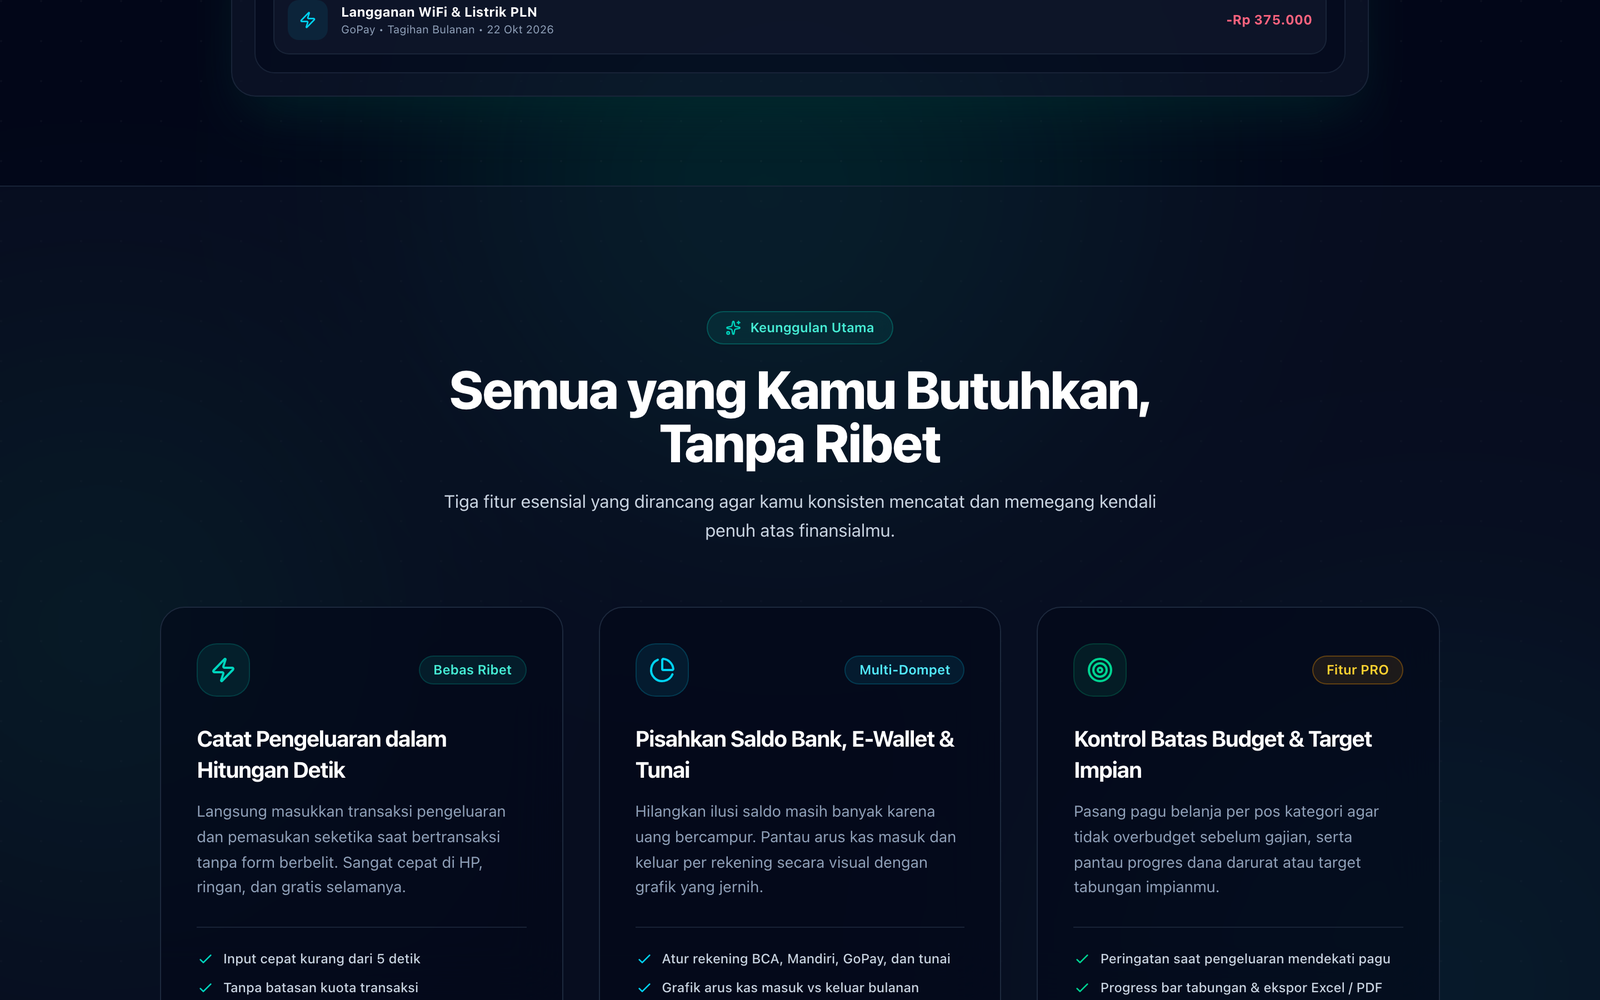 Langganan WiFi & Listrik PLN
GoPay • Tagihan Bulanan • 22 Okt 2026
-Rp 375.000
Keunggulan Utama
Semua yang Kamu Butuhkan,
Tanpa Ribet
Tiga fitur esensial yang dirancang agar kamu konsisten mencatat dan memegang kendali
penuh atas finansialmu.
Bebas Ribet
Catat Pengeluaran dalam
Hitungan Detik
Langsung masukkan transaksi pengeluaran
dan pemasukan seketika saat bertransaksi
tanpa form berbelit. Sangat cepat di HP,
ringan, dan gratis selamanya.
Input cepat kurang dari 5 detik
Tanpa batasan kuota transaksi
Multi-Dompet
Pisahkan Saldo Bank, E-Wallet &
Tunai
Hilangkan ilusi saldo masih banyak karena
uang bercampur. Pantau arus kas masuk dan
keluar per rekening secara visual dengan
grafik yang jernih.
Atur rekening BCA, Mandiri, GoPay, dan tunai
Grafik arus kas masuk vs keluar bulanan
Fitur PRO
Kontrol Batas Budget & Target
Impian
Pasang pagu belanja per pos kategori agar
tidak overbudget sebelum gajian, serta
pantau progres dana darurat atau target
tabungan impianmu.
Peringatan saat pengeluaran mendekati pagu
Progress bar tabungan & ekspor Excel / PDF